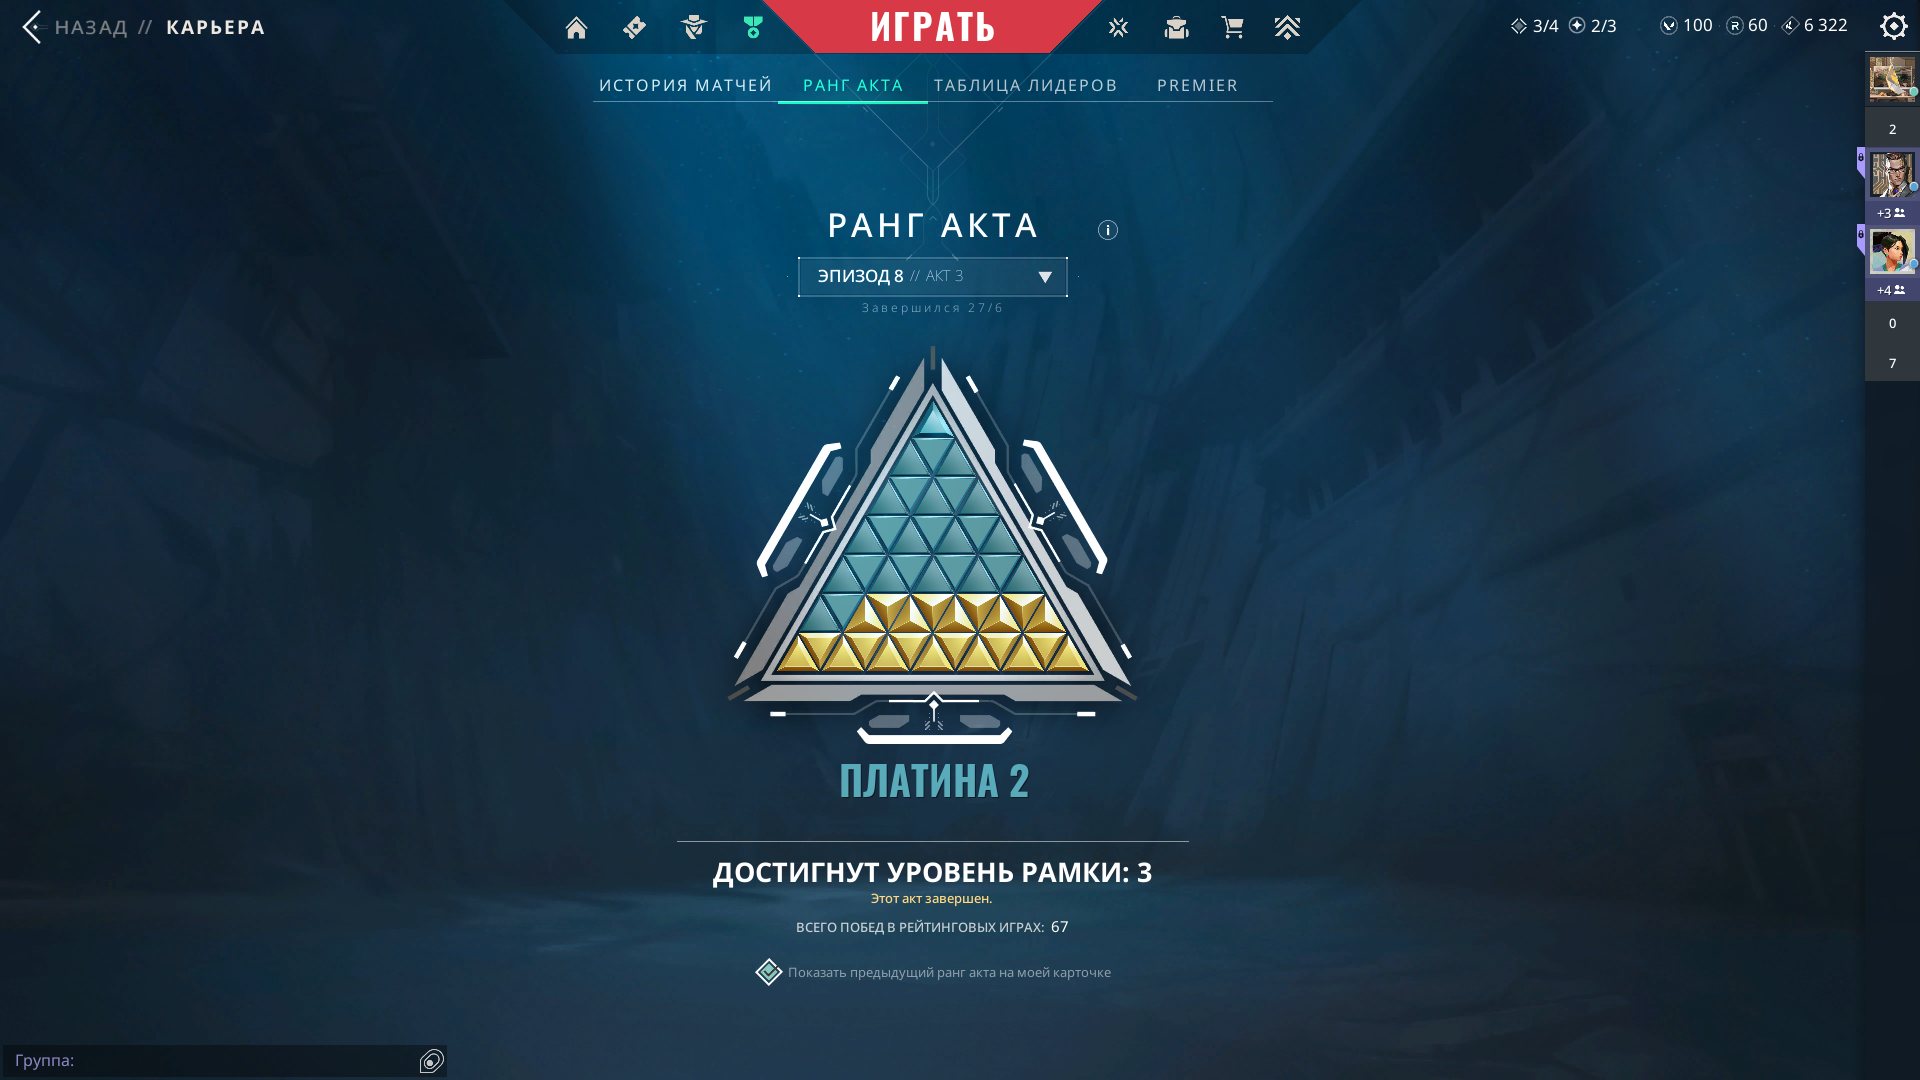 НАЗАД // КАРЬЕРА
ИГРАТЬ
3/4 2/3 100 60 6 322
ИСТОРИЯ МАТЧЕЙ РАНГ АКТА ТАБЛИЦА ЛИДЕРОВ PREMIER
2
+3
+4
0
7
РАНГ АКТА
ЭПИЗОД 8 // АКТ 3
Завершился 27/6
ПЛАТИНА 2
ДОСТИГНУТ УРОВЕНЬ РАМКИ: 3
Этот акт завершен.
ВСЕГО ПОБЕД В РЕЙТИНГОВЫХ ИГРАХ: 67
Показать предыдущий ранг акта на моей карточке
Группа: